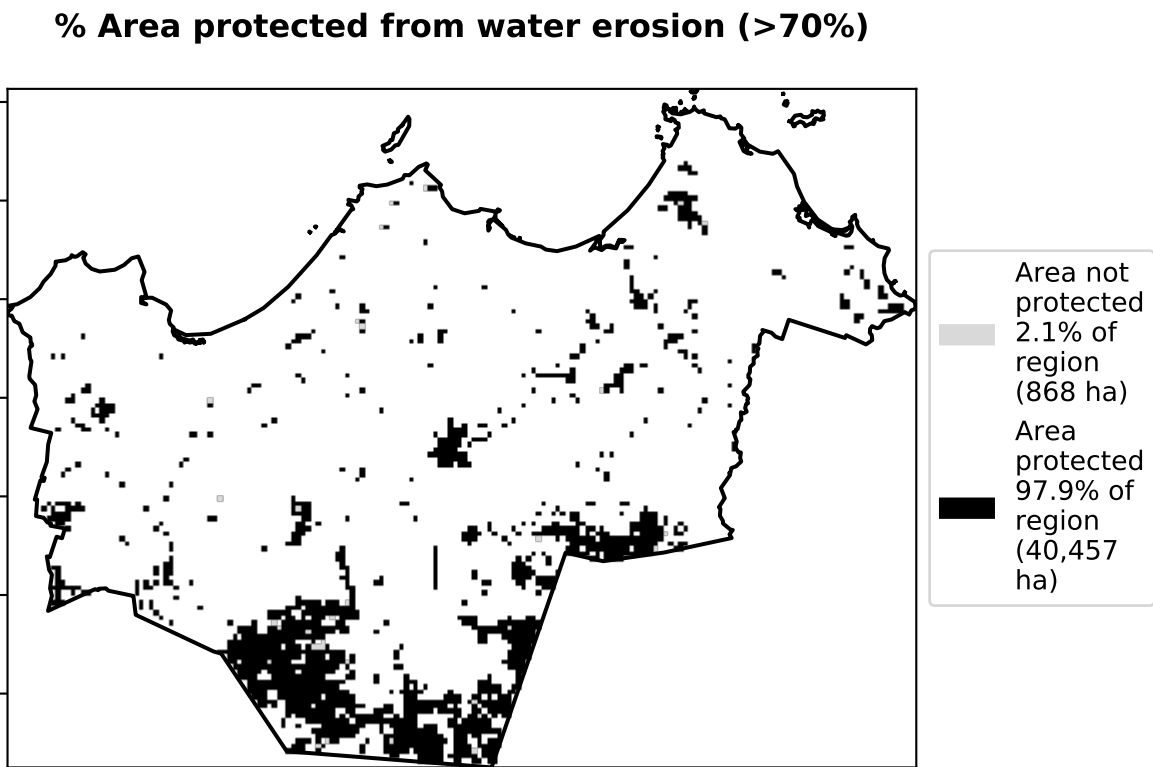 % Area protected from water erosion (>70%)
Area not
protected
2.1% of
region
(868 ha)
Area
protected
97.9% of
region
(40,457
ha)